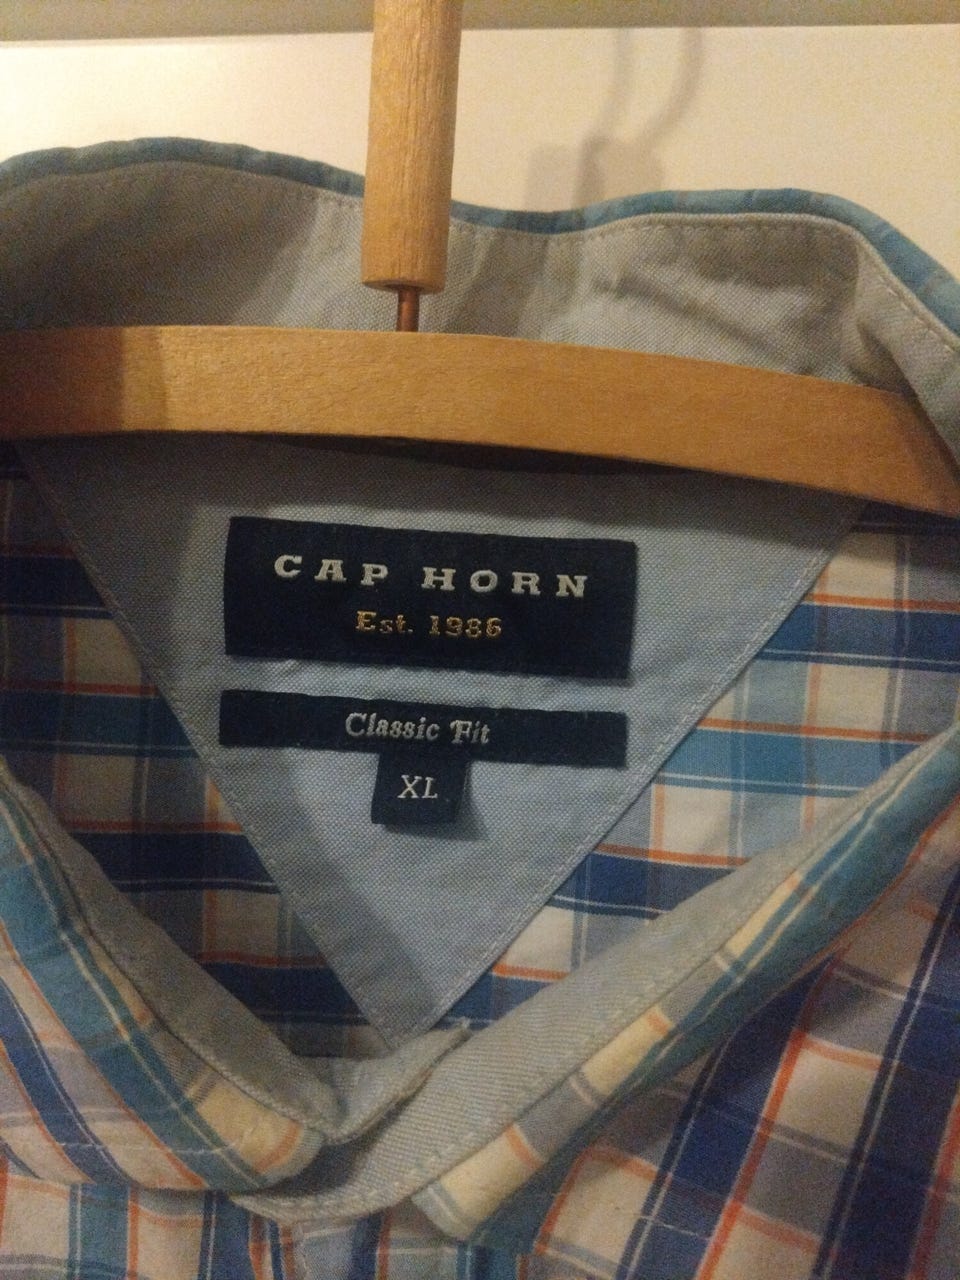 CAP HORN
Est. 1986
Classic Fit
XL